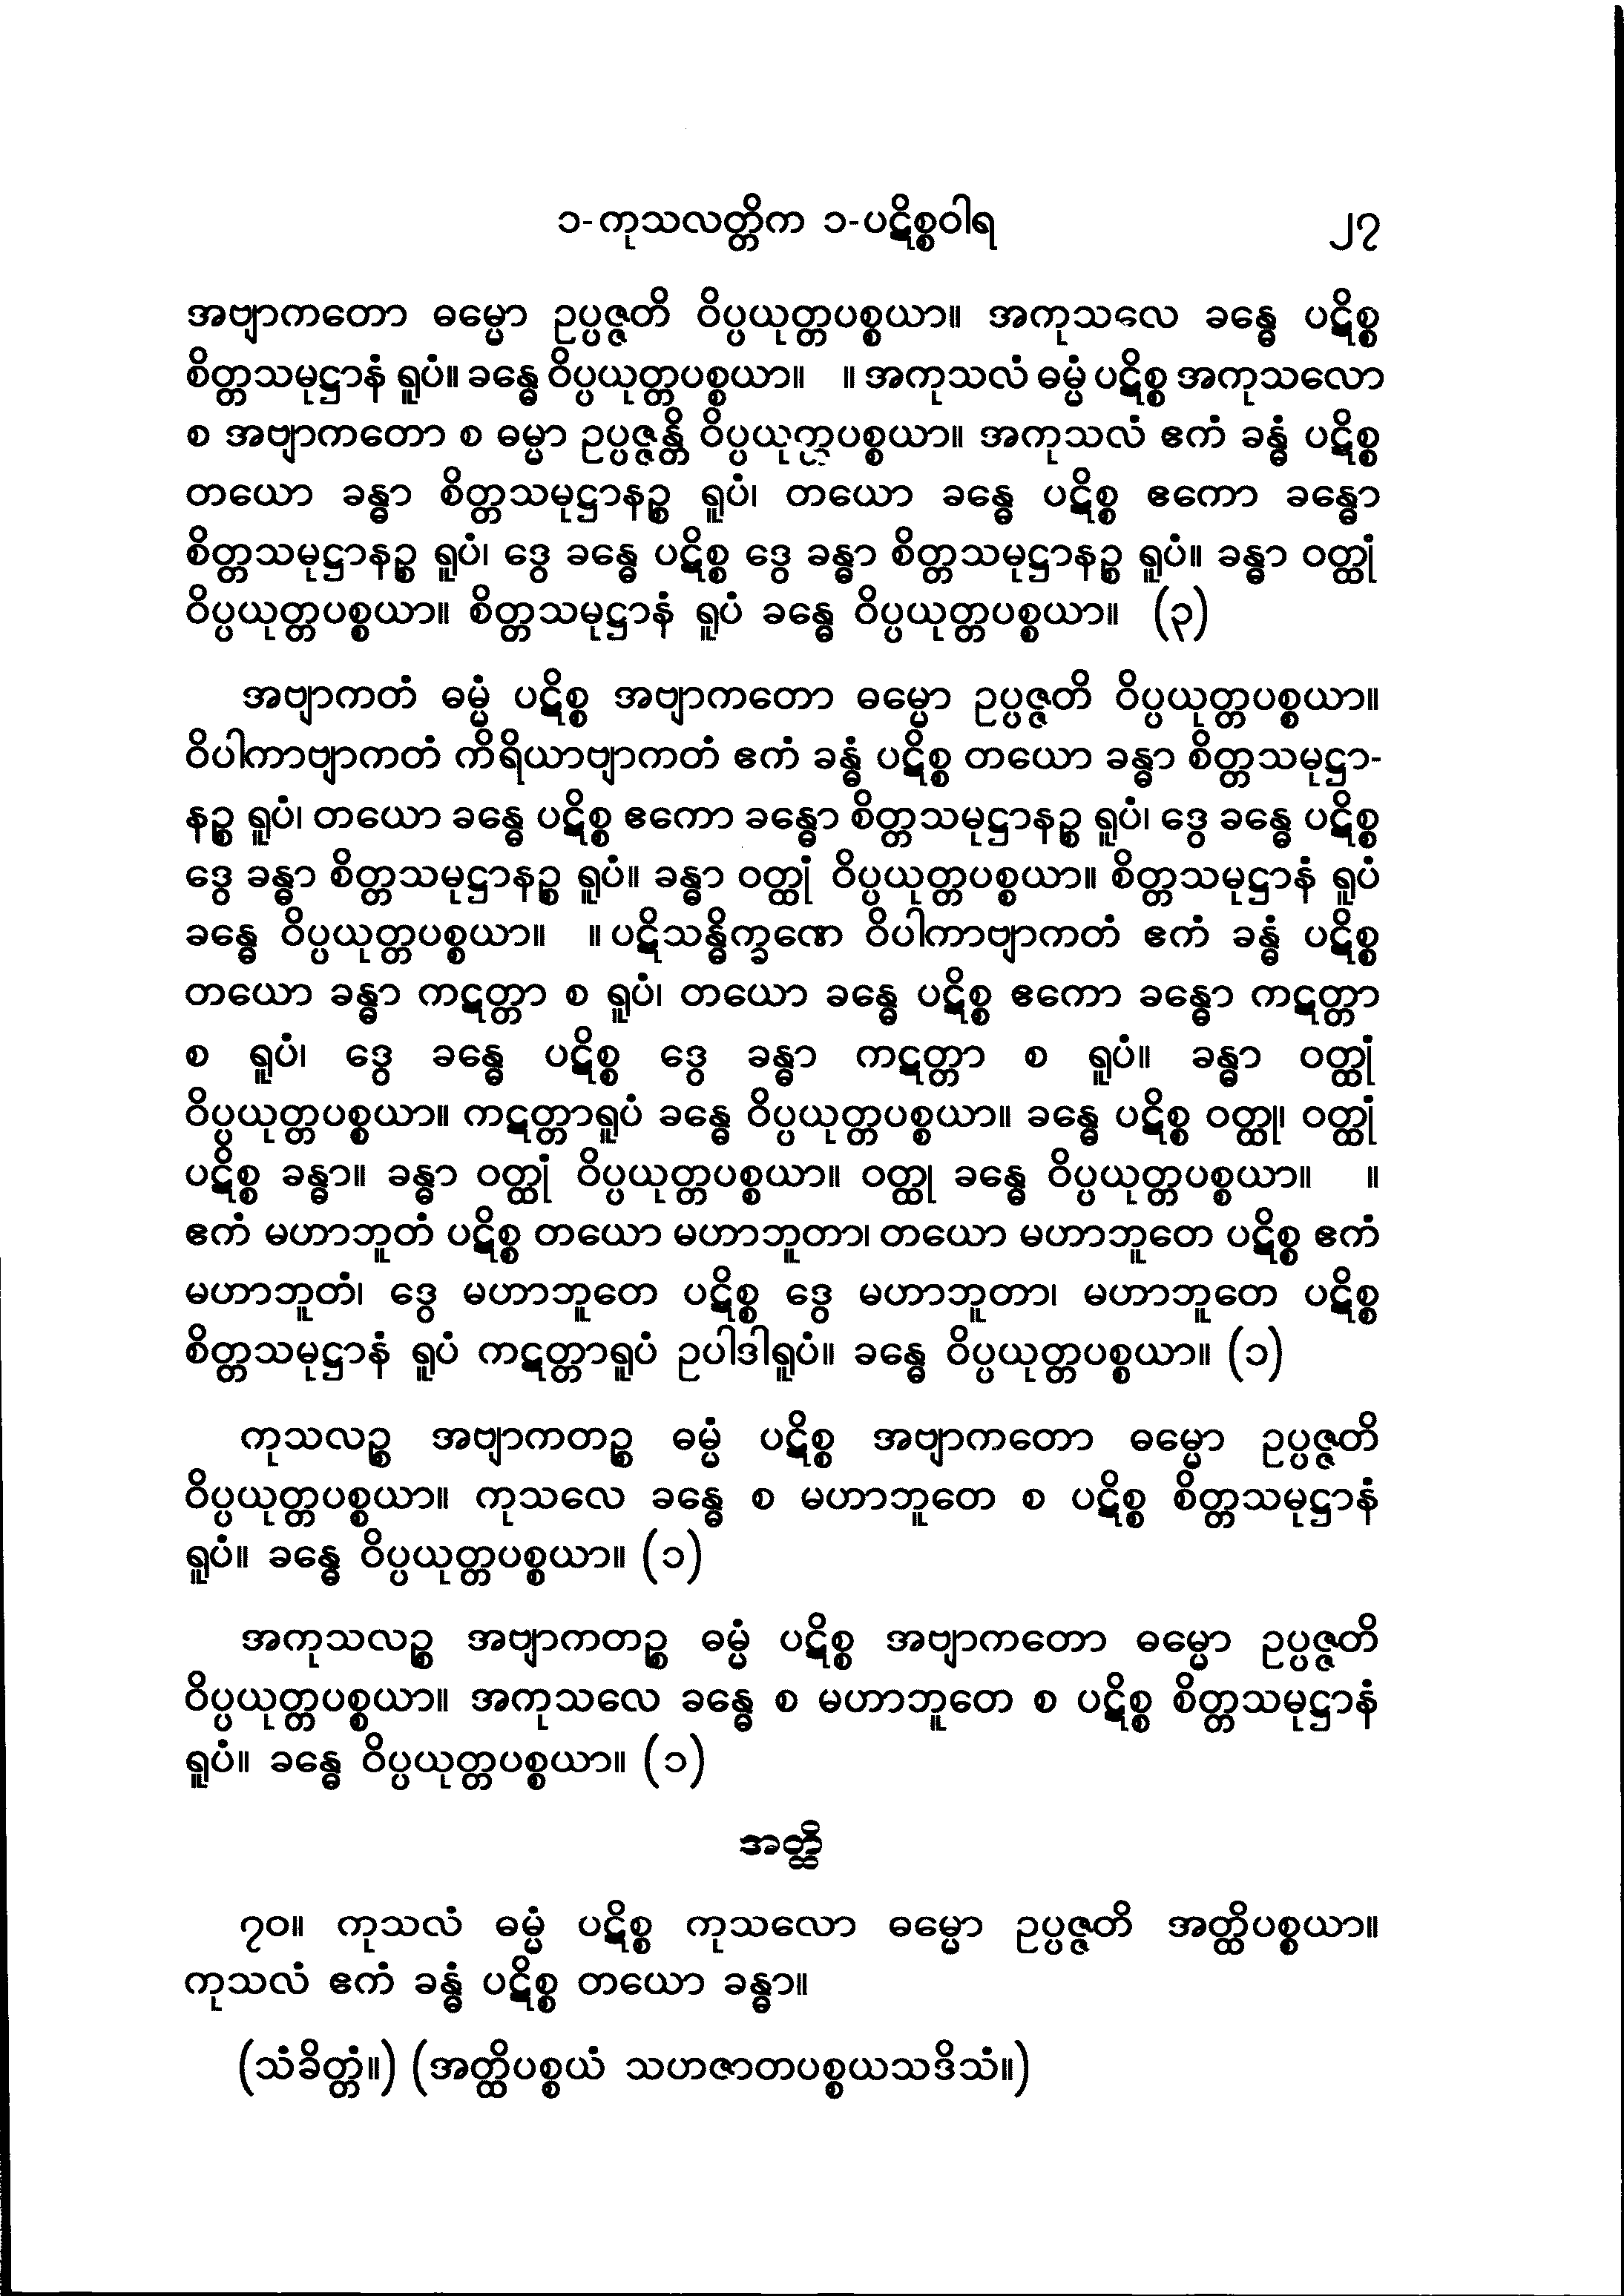 ၁-ကုသလတ္တိက ၁-ပဋိစ္စဝါရ ၂၇
အဗျာကတော ဓမ္မော ဥပ္ပဇ္ဇတိ ဝိပ္ပယုတ္တပစ္စယာ။ အကုသလေ ခန္ဓေ ပဋိစ္စ
စိတ္တသမုဋ္ဌာနံ ရူပံ။ ခန္ဓေ ဝိပ္ပယုတ္တပစ္စယာ။ ။ အကုသလံ ဓမ္မံ ပဋိစ္စ အကုသလော
စ အဗျာကတော စ ဓမ္မာ ဥပ္ပဇ္ဇန္တိ ဝိပ္ပယုတ္တပစ္စယာ။ အကုသလံ ဧကံ ခန္ဓံ ပဋိစ္စ
တယော ခန္ဓာ စိတ္တသမုဋ္ဌာနဉ္စ ရူပံ၊ တယော ခန္ဓေ ပဋိစ္စ ဧကော ခန္ဓော
စိတ္တသမုဋ္ဌာနဉ္စ ရူပံ၊ ဒွေ ခန္ဓေ ပဋိစ္စ ဒွေ ခန္ဓာ စိတ္တသမုဋ္ဌာနဉ္စ ရူပံ။ ခန္ဓာ ဝတ္ထုံ
ဝိပ္ပယုတ္တပစ္စယာ။ စိတ္တသမုဋ္ဌာနံ ရူပံ ခန္ဓေ ဝိပ္ပယုတ္တပစ္စယာ။ (၃)
အဗျာကတံ ဓမ္မံ ပဋိစ္စ အဗျာကတော ဓမ္မော ဥပ္ပဇ္ဇတိ ဝိပ္ပယုတ္တပစ္စယာ။
ဝိပါကာဗျာကတံ ကိရိယာဗျာကတံ ဧကံ ခန္ဓံ ပဋိစ္စ တယော ခန္ဓာ စိတ္တသမုဋ္ဌာ-
နဉ္စ ရူပံ၊ တယော ခန္ဓေ ပဋိစ္စ ဧကော ခန္ဓော စိတ္တသမုဋ္ဌာနဉ္စ ရူပံ၊ ဒွေ ခန္ဓေ ပဋိစ္စ
ဒွေ ခန္ဓာ စိတ္တသမုဋ္ဌာနဉ္စ ရူပံ။ ခန္ဓာ ဝတ္ထုံ ဝိပ္ပယုတ္တပစ္စယာ။ စိတ္တသမုဋ္ဌာနံ ရူပံ
ခန္ဓေ ဝိပ္ပယုတ္တပစ္စယာ။ ။ ပဋိသန္ဓိက္ခဏေ ဝိပါကာဗျာကတံ ဧကံ ခန္ဓံ ပဋိစ္စ
တယော ခန္ဓာ ကဋတ္တာ စ ရူပံ၊ တယော ခန္ဓေ ပဋိစ္စ ဧကော ခန္ဓော ကဋတ္တာ
စ ရူပံ၊ ဒွေ ခန္ဓေ ပဋိစ္စ ဒွေ ခန္ဓာ ကဋတ္တာ စ ရူပံ။ ခန္ဓာ ဝတ္ထုံ
ဝိပ္ပယုတ္တပစ္စယာ။ ကဋတ္တာရူပံ ခန္ဓေ ဝိပ္ပယုတ္တပစ္စယာ။ ခန္ဓေ ပဋိစ္စ ဝတ္ထု၊ ဝတ္ထုံ
ပဋိစ္စ ခန္ဓာ။ ခန္ဓာ ဝတ္ထုံ ဝိပ္ပယုတ္တပစ္စယာ။ ဝတ္ထု ခန္ဓေ ဝိပ္ပယုတ္တပစ္စယာ။ ။
ဧကံ မဟာဘူတံ ပဋိစ္စ တယော မဟာဘူတာ၊ တယော မဟာဘူတေ ပဋိစ္စ ဧကံ
မဟာဘူတံ၊ ဒွေ မဟာဘူတေ ပဋိစ္စ ဒွေ မဟာဘူတာ၊ မဟာဘူတေ ပဋိစ္စ
စိတ္တသမုဋ္ဌာနံ ရူပံ ကဋတ္တာရူပံ ဥပါဒါရူပံ။ ခန္ဓေ ဝိပ္ပယုတ္တပစ္စယာ။ (၁)
ကုသလဉ္စ အဗျာကတဉ္စ ဓမ္မံ ပဋိစ္စ အဗျာကတော ဓမ္မော ဥပ္ပဇ္ဇတိ
ဝိပ္ပယုတ္တပစ္စယာ။ ကုသလေ ခန္ဓေ စ မဟာဘူတေ စ ပဋိစ္စ စိတ္တသမုဋ္ဌာနံ
ရူပံ။ ခန္ဓေ ဝိပ္ပယုတ္တပစ္စယာ။ (၁)
အကုသလဉ္စ အဗျာကတဉ္စ ဓမ္မံ ပဋိစ္စ အဗျာကတော ဓမ္မော ဥပ္ပဇ္ဇတိ
ဝိပ္ပယုတ္တပစ္စယာ။ အကုသလေ ခန္ဓေ စ မဟာဘူတေ စ ပဋိစ္စ စိတ္တသမုဋ္ဌာနံ
ရူပံ။ ခန္ဓေ ဝိပ္ပယုတ္တပစ္စယာ။ (၁)
အတ္ထိ
၇၀။ ကုသလံ ဓမ္မံ ပဋိစ္စ ကုသလော ဓမ္မော ဥပ္ပဇ္ဇတိ အတ္ထိပစ္စယာ။
ကုသလံ ဧကံ ခန္ဓံ ပဋိစ္စ တယော ခန္ဓာ။
(သံခိတ္တံ။) (အတ္ထိပစ္စယံ သဟဇာတပစ္စယသဒိသံ။)